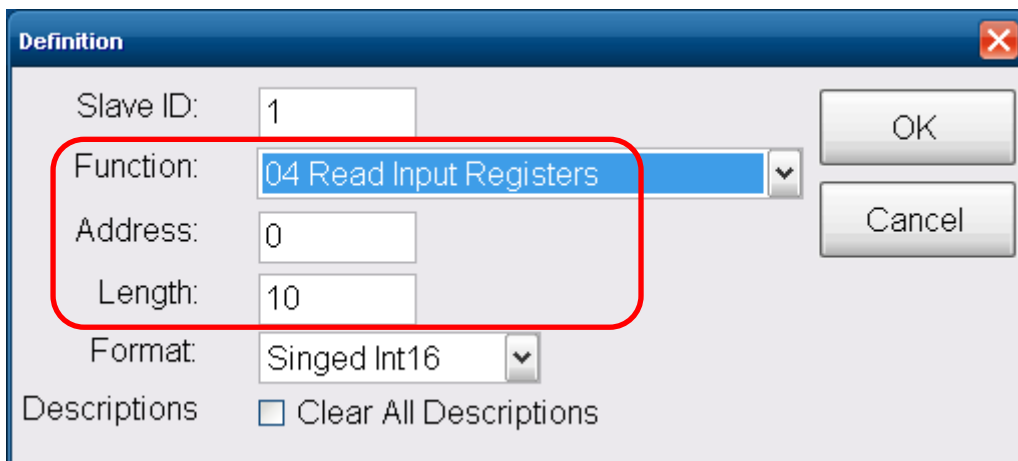 Definition
Slave ID: 1
OK
Function: 04 Read Input Registers
Address: 0
Cancel
Length: 10
Format: Singed Int16
Descriptions Clear All Descriptions